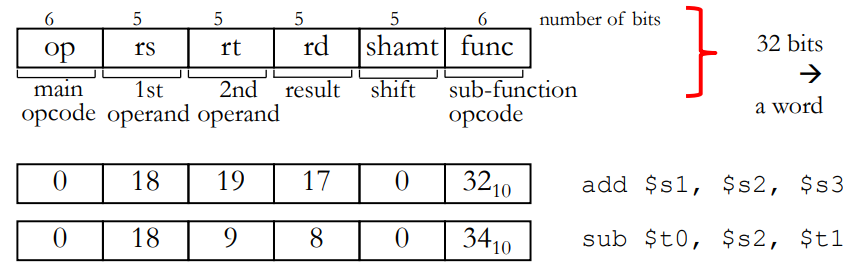 6 5 5 5 5 6 number of bits
op rs rt rd shamt func
main 1st 2nd result shift sub-function
opcode operand operand opcode
32 bits
→
a word
0 18 19 17 0 32₁₀ add $s1, $s2, $s3
0 18 9 8 0 34₁₀ sub $t0, $s2, $t1